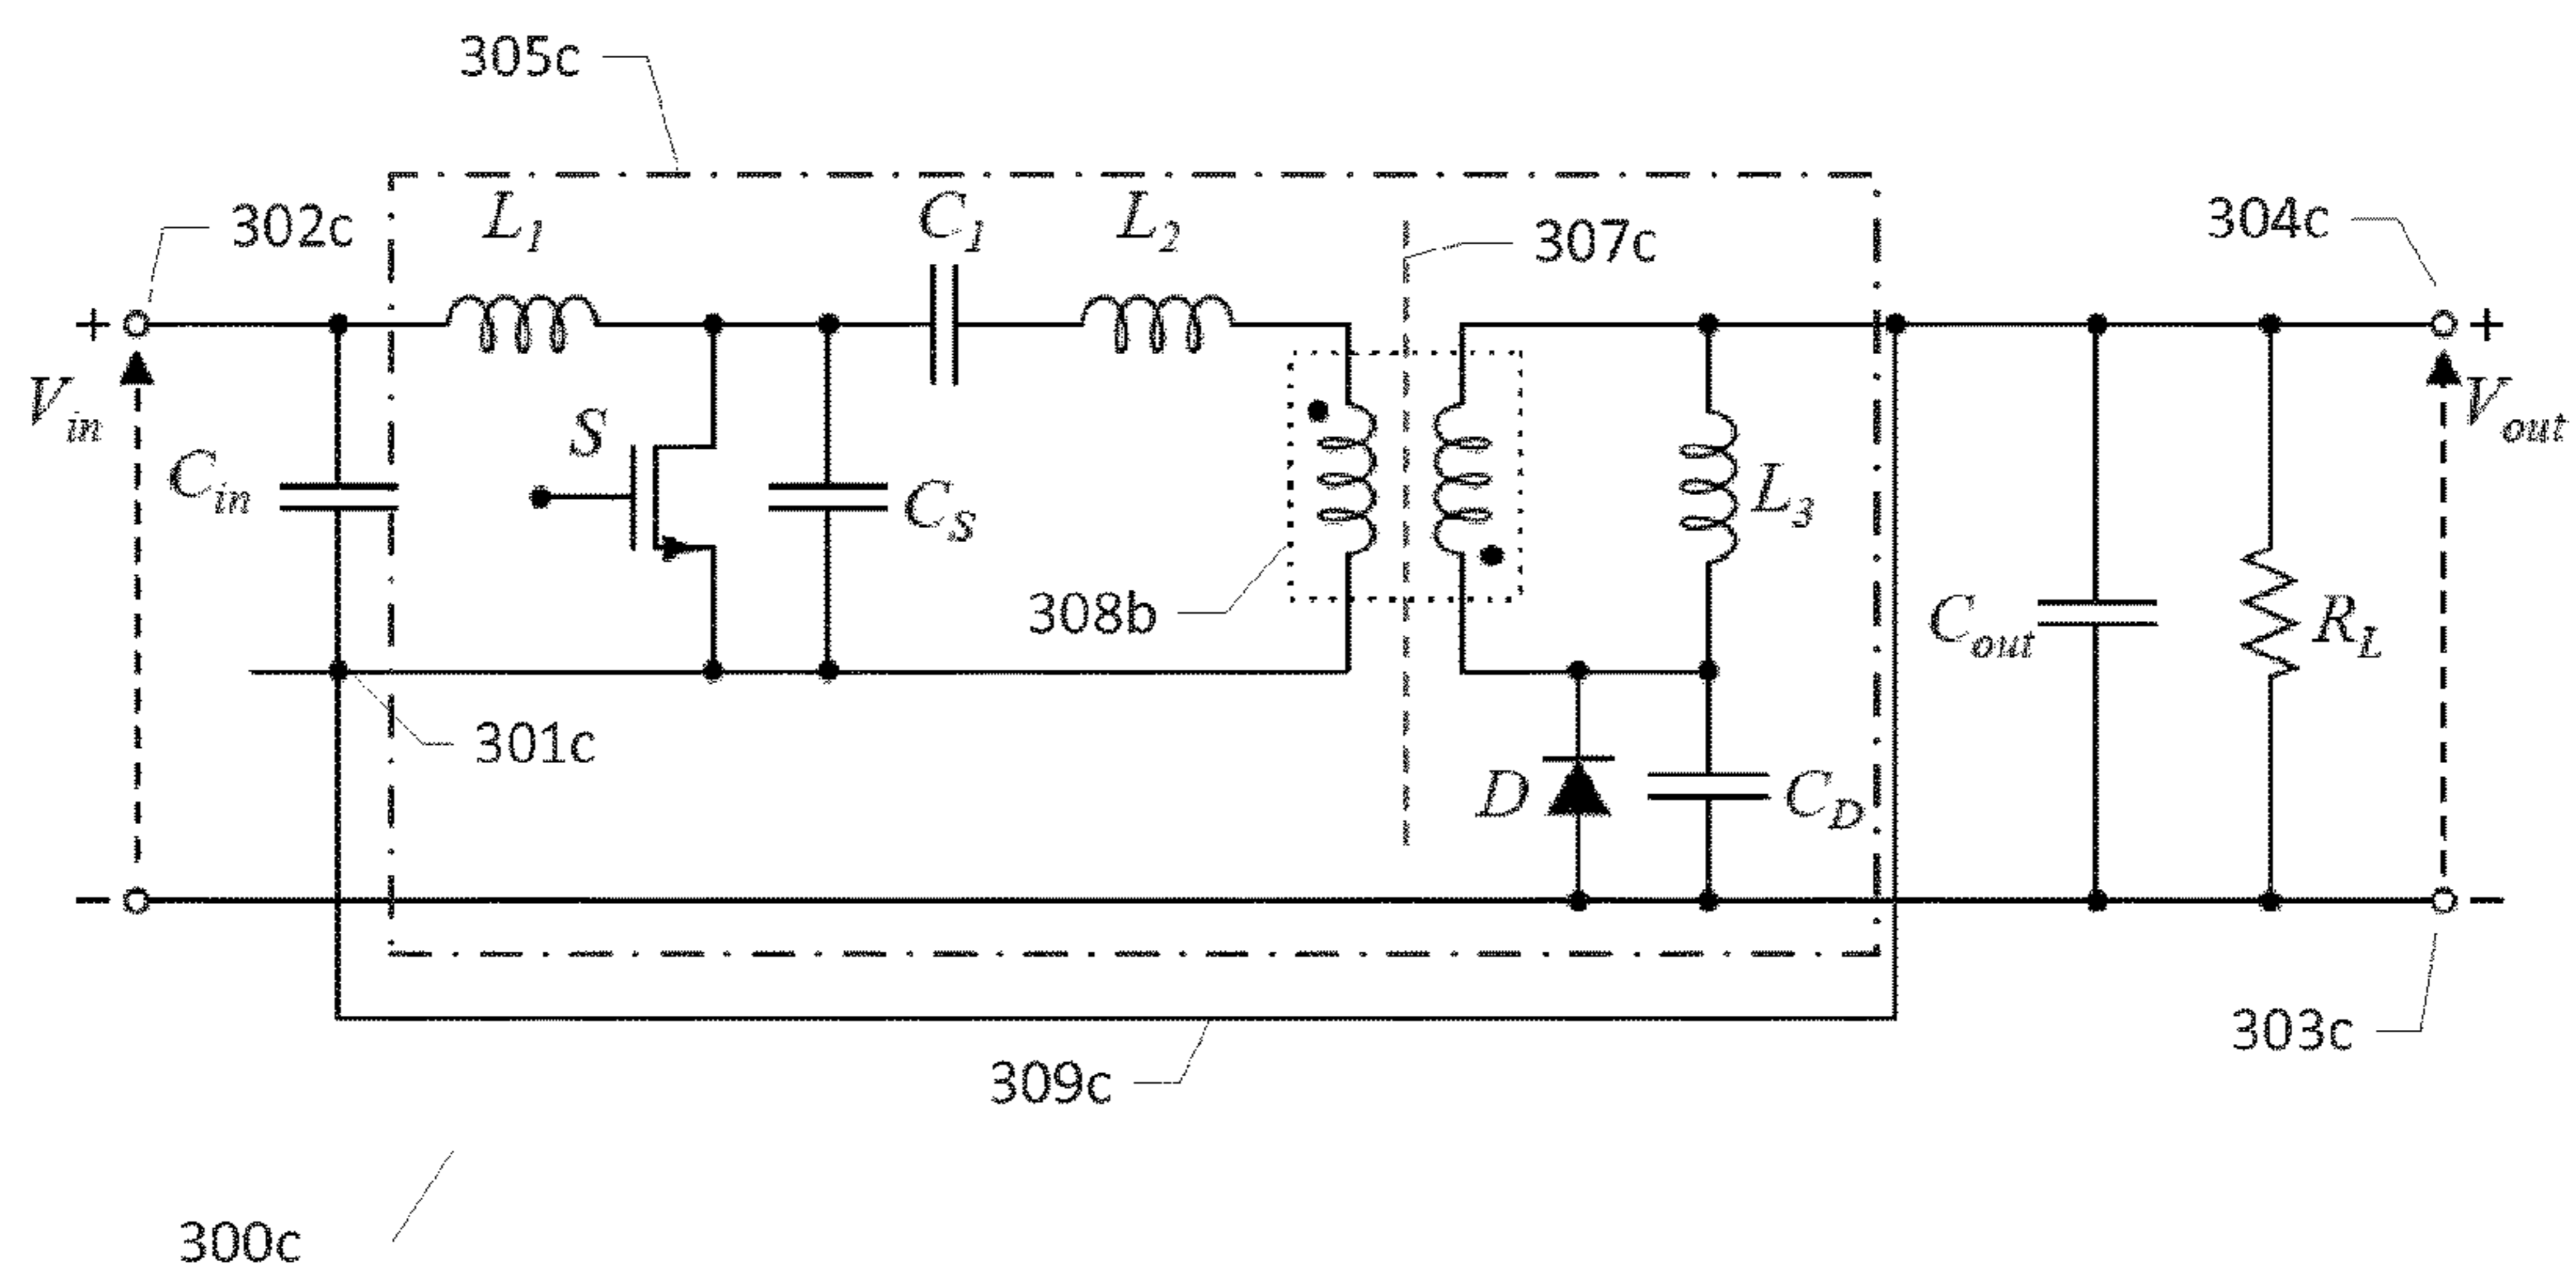 305c
302c
L1
C1
L2
307c
304c
+
+
Vin
Vout
S
Cin
CS
L3
308b
Cout
RL
301c
D
CD
−
−
303c
309c
300c